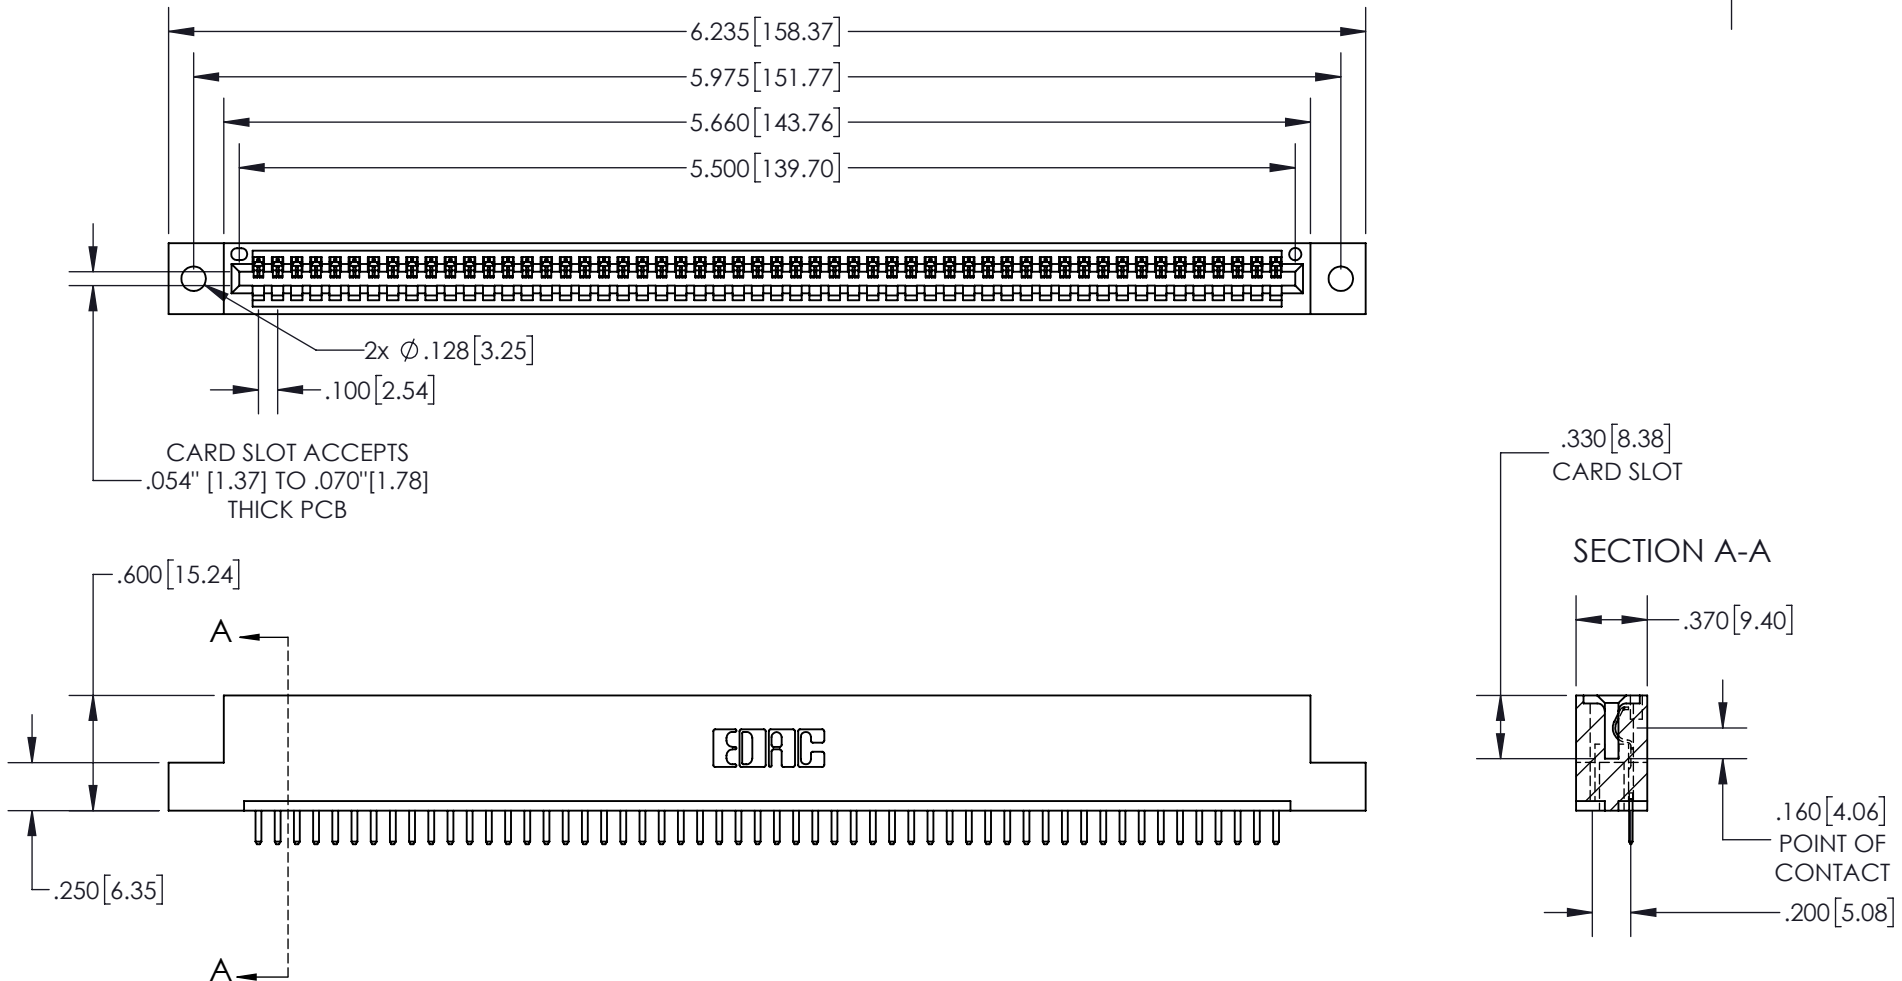 6.235[158.37]
5.975[151.77]
5.660[143.76]
5.500[139.70]
2x Ø.128[3.25]
.100[2.54]
CARD SLOT ACCEPTS
.054" [1.37] TO .070"[1.78]
THICK PCB
.330[8.38]
CARD SLOT
SECTION A-A
.600[15.24]
.370[9.40]
A
EDAC
.160[4.06]
POINT OF
CONTACT
.250[6.35]
.200[5.08]
A